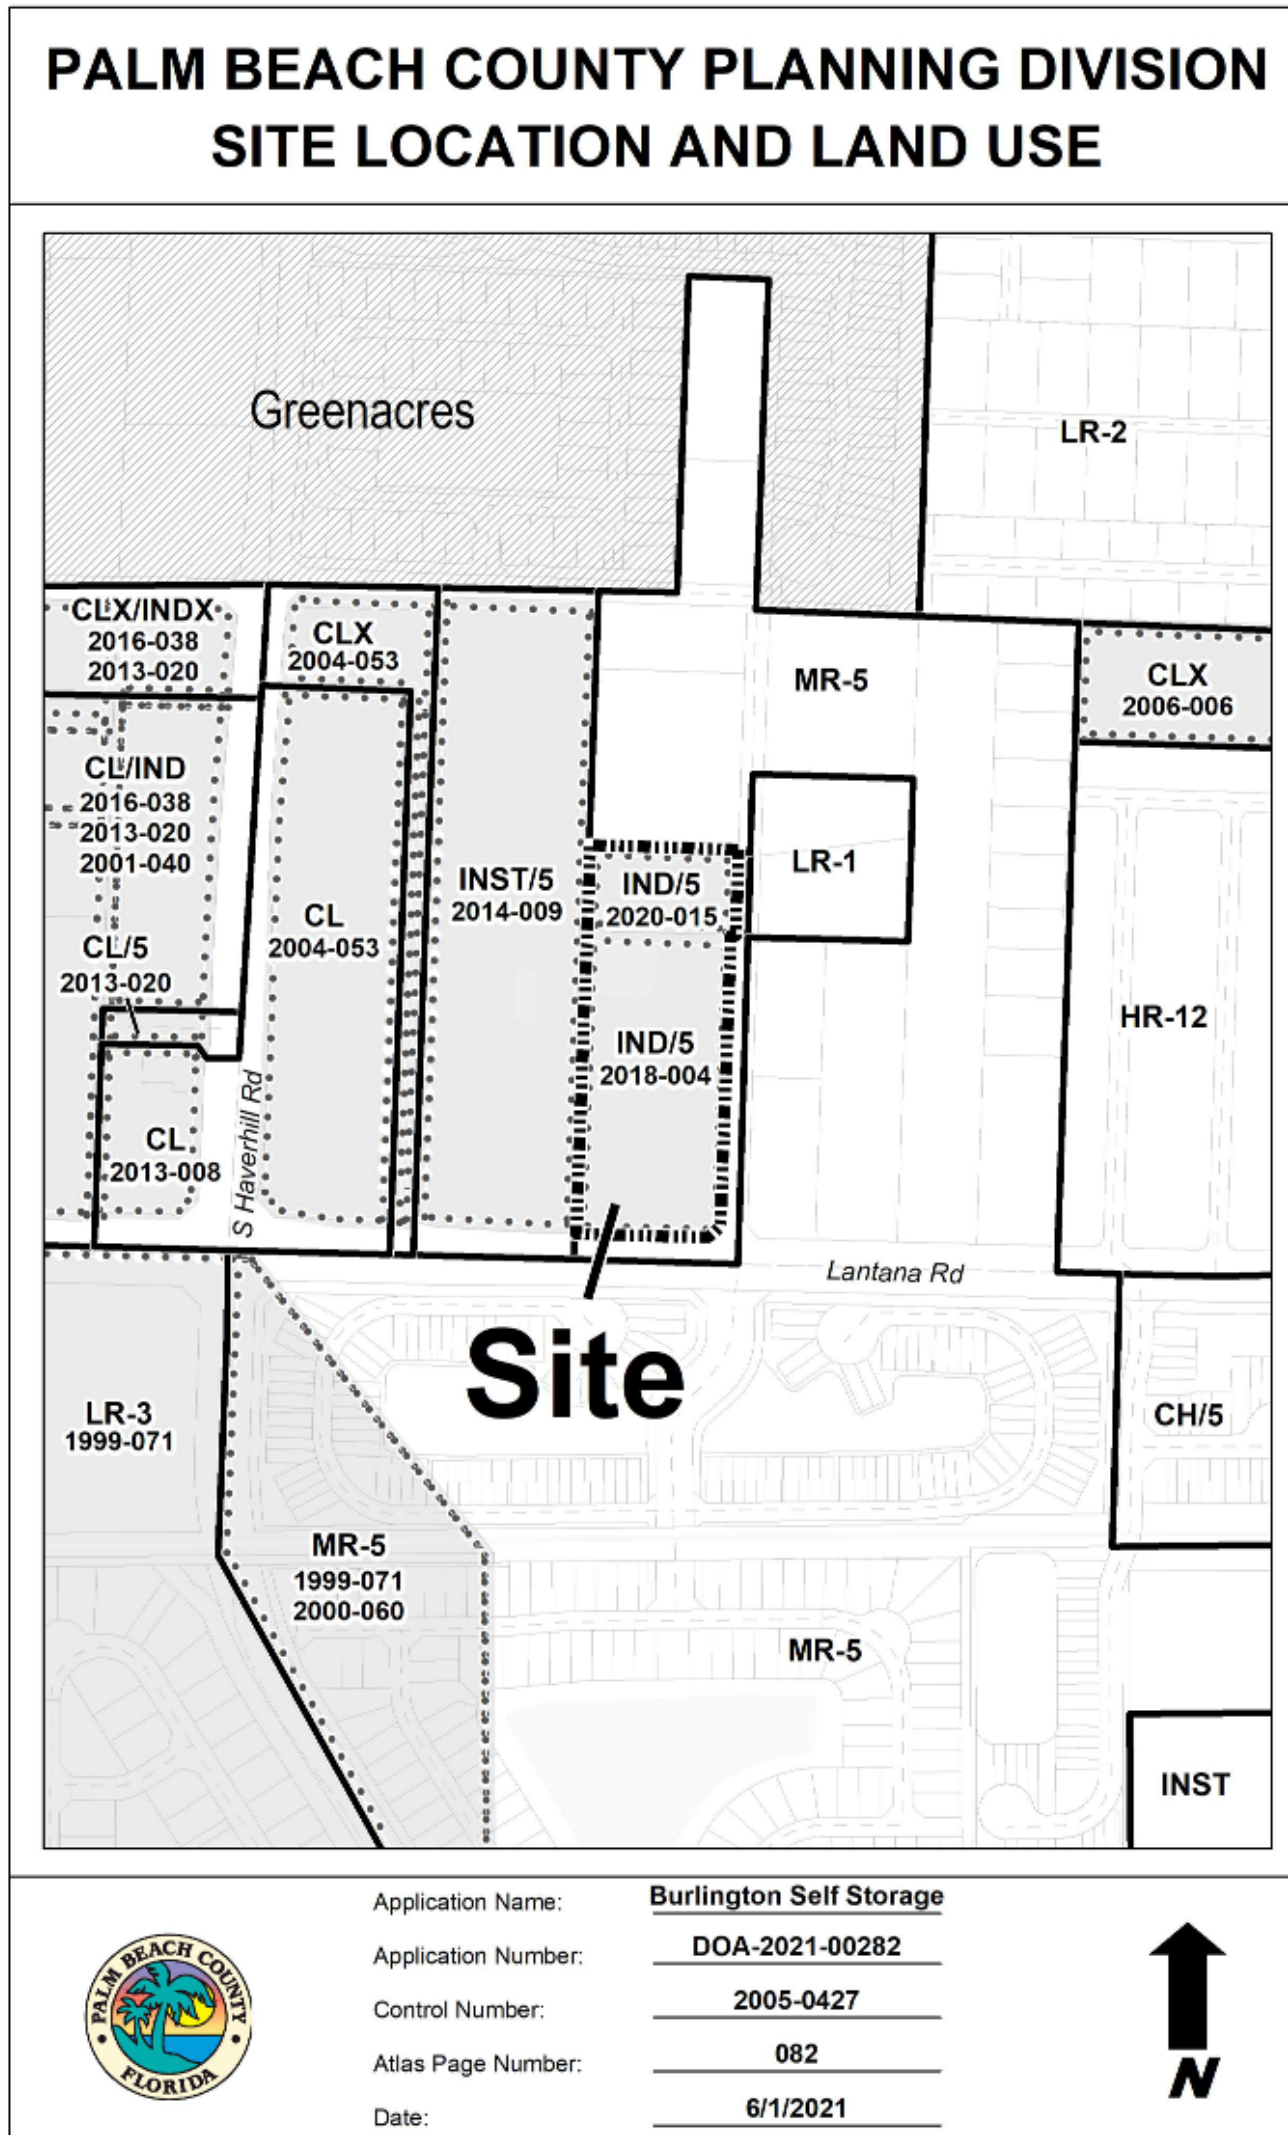 PALM BEACH COUNTY PLANNING DIVISION
SITE LOCATION AND LAND USE
Greenacres
LR-2
CLX/INDX
2016-038
2013-020
CLX
2004-053
MR-5
CLX
2006-006
CL/IND
2016-038
2013-020
2001-040
CL
2004-053
INST/5
2014-009
IND/5
2020-015
LR-1
CL/5
2013-020
IND/5
2018-004
HR-12
CL
2013-008
S Haverhill Rd
Lantana Rd
Site
LR-3
1999-071
CH/5
MR-5
1999-071
2000-060
MR-5
INST
Application Name: Burlington Self Storage
Application Number: DOA-2021-00282
Control Number: 2005-0427
Atlas Page Number: 082
Date: 6/1/2021
PALM BEACH COUNTY
FLORIDA
N